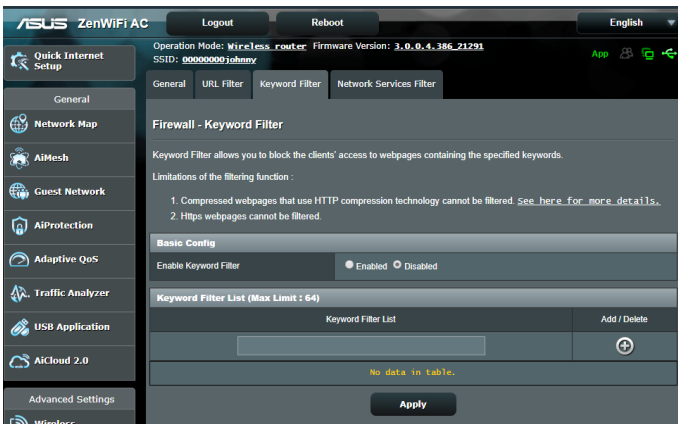 ASUS ZenWiFi AC Logout Reboot English
Operation Mode: Wireless router Firmware Version: 3.0.0.4.386_21291
SSID: 00000000johnny
App
Quick Internet
Setup
General URL Filter Keyword Filter Network Services Filter
General
Network Map
AiMesh
Guest Network
AiProtection
Adaptive QoS
Traffic Analyzer
USB Application
AiCloud 2.0
Advanced Settings
Wireless
Firewall - Keyword Filter
Keyword Filter allows you to block the clients' access to webpages containing the specified keywords.
Limitations of the filtering function :
1. Compressed webpages that use HTTP compression technology cannot be filtered. See here for more details.
2. Https webpages cannot be filtered.
Basic Config
Enable Keyword Filter Enabled Disabled
Keyword Filter List (Max Limit : 64)
Keyword Filter List Add / Delete
No data in table.
Apply